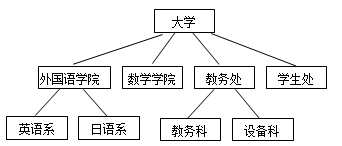 大学
外国语学院 数学学院 教务处 学生处
英语系 日语系 教务科 设备科